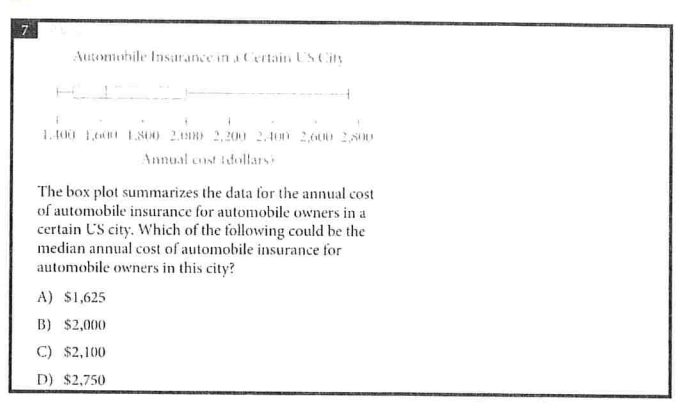 7
Automobile Insurance in a Certain US City
1,400 1,600 1,800 2,000 2,200 2,400 2,600 2,800
Annual cost (dollars)
The box plot summarizes the data for the annual cost
of automobile insurance for automobile owners in a
certain US city. Which of the following could be the
median annual cost of automobile insurance for
automobile owners in this city?
A) $1,625
B) $2,000
C) $2,100
D) $2,750